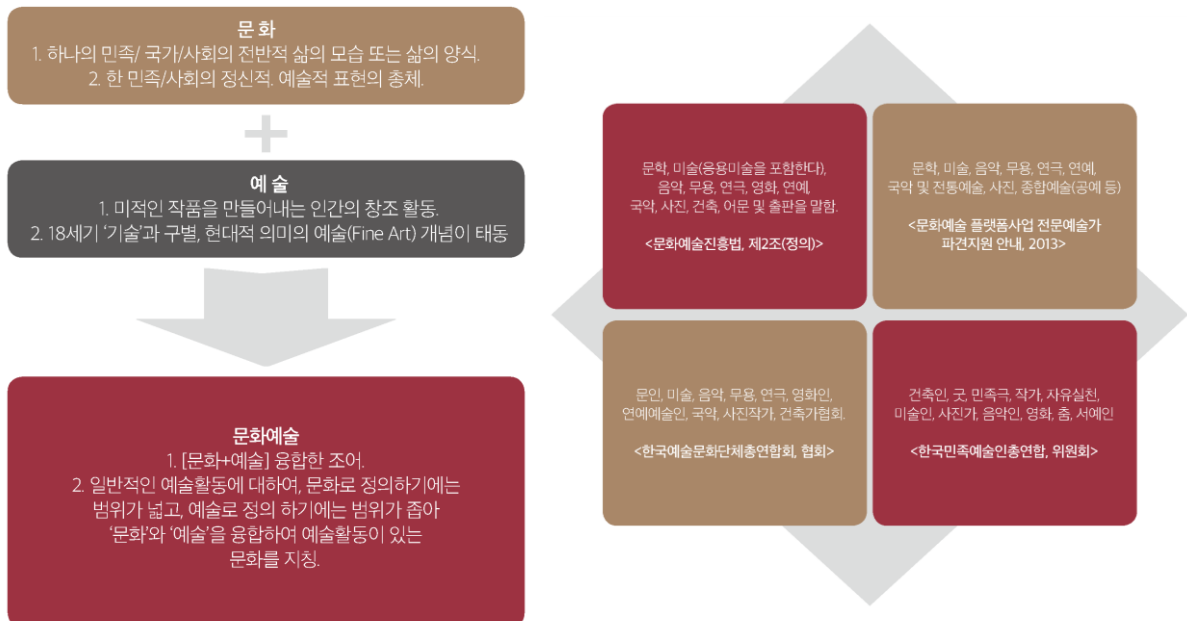 문화
1. 하나의 민족/ 국가/사회의 전반적 삶의 모습 또는 삶의 양식.
2. 한 민족/사회의 정신적. 예술적 표현의 총체.
예술
1. 미적인 작품을 만들어내는 인간의 창조 활동.
2. 18세기 ‘기술’과 구별, 현대적 의미의 예술(Fine Art) 개념이 태동
문화예술
1. [문화+예술] 융합한 조어.
2. 일반적인 예술활동에 대하여, 문화로 정의하기에는
범위가 넓고, 예술로 정의 하기에는 범위가 좁아
‘문화’와 ‘예술’을 융합하여 예술활동이 있는
문화를 지칭.
문학, 미술(응용미술을 포함한다),
음악, 무용, 연극, 영화, 연예,
국악, 사진, 건축, 어문 및 출판을 말함.
<문화예술진흥법, 제2조(정의)>
문학, 미술, 음악, 무용, 연극, 연예,
국악 및 전통예술, 사진, 종합예술(공예 등)
<문화예술 플랫폼사업 전문예술가
파견지원 안내, 2013>
문인, 미술, 음악, 무용, 연극, 영화인,
연예예술인, 국악, 사진작가, 건축가협회.
<한국예술문화단체총연합회, 협회>
건축인, 굿, 민족극, 작가, 자유실천,
미술인, 사진가, 음악인, 영화, 춤, 서예인
<한국민족예술인총연합, 위원회>